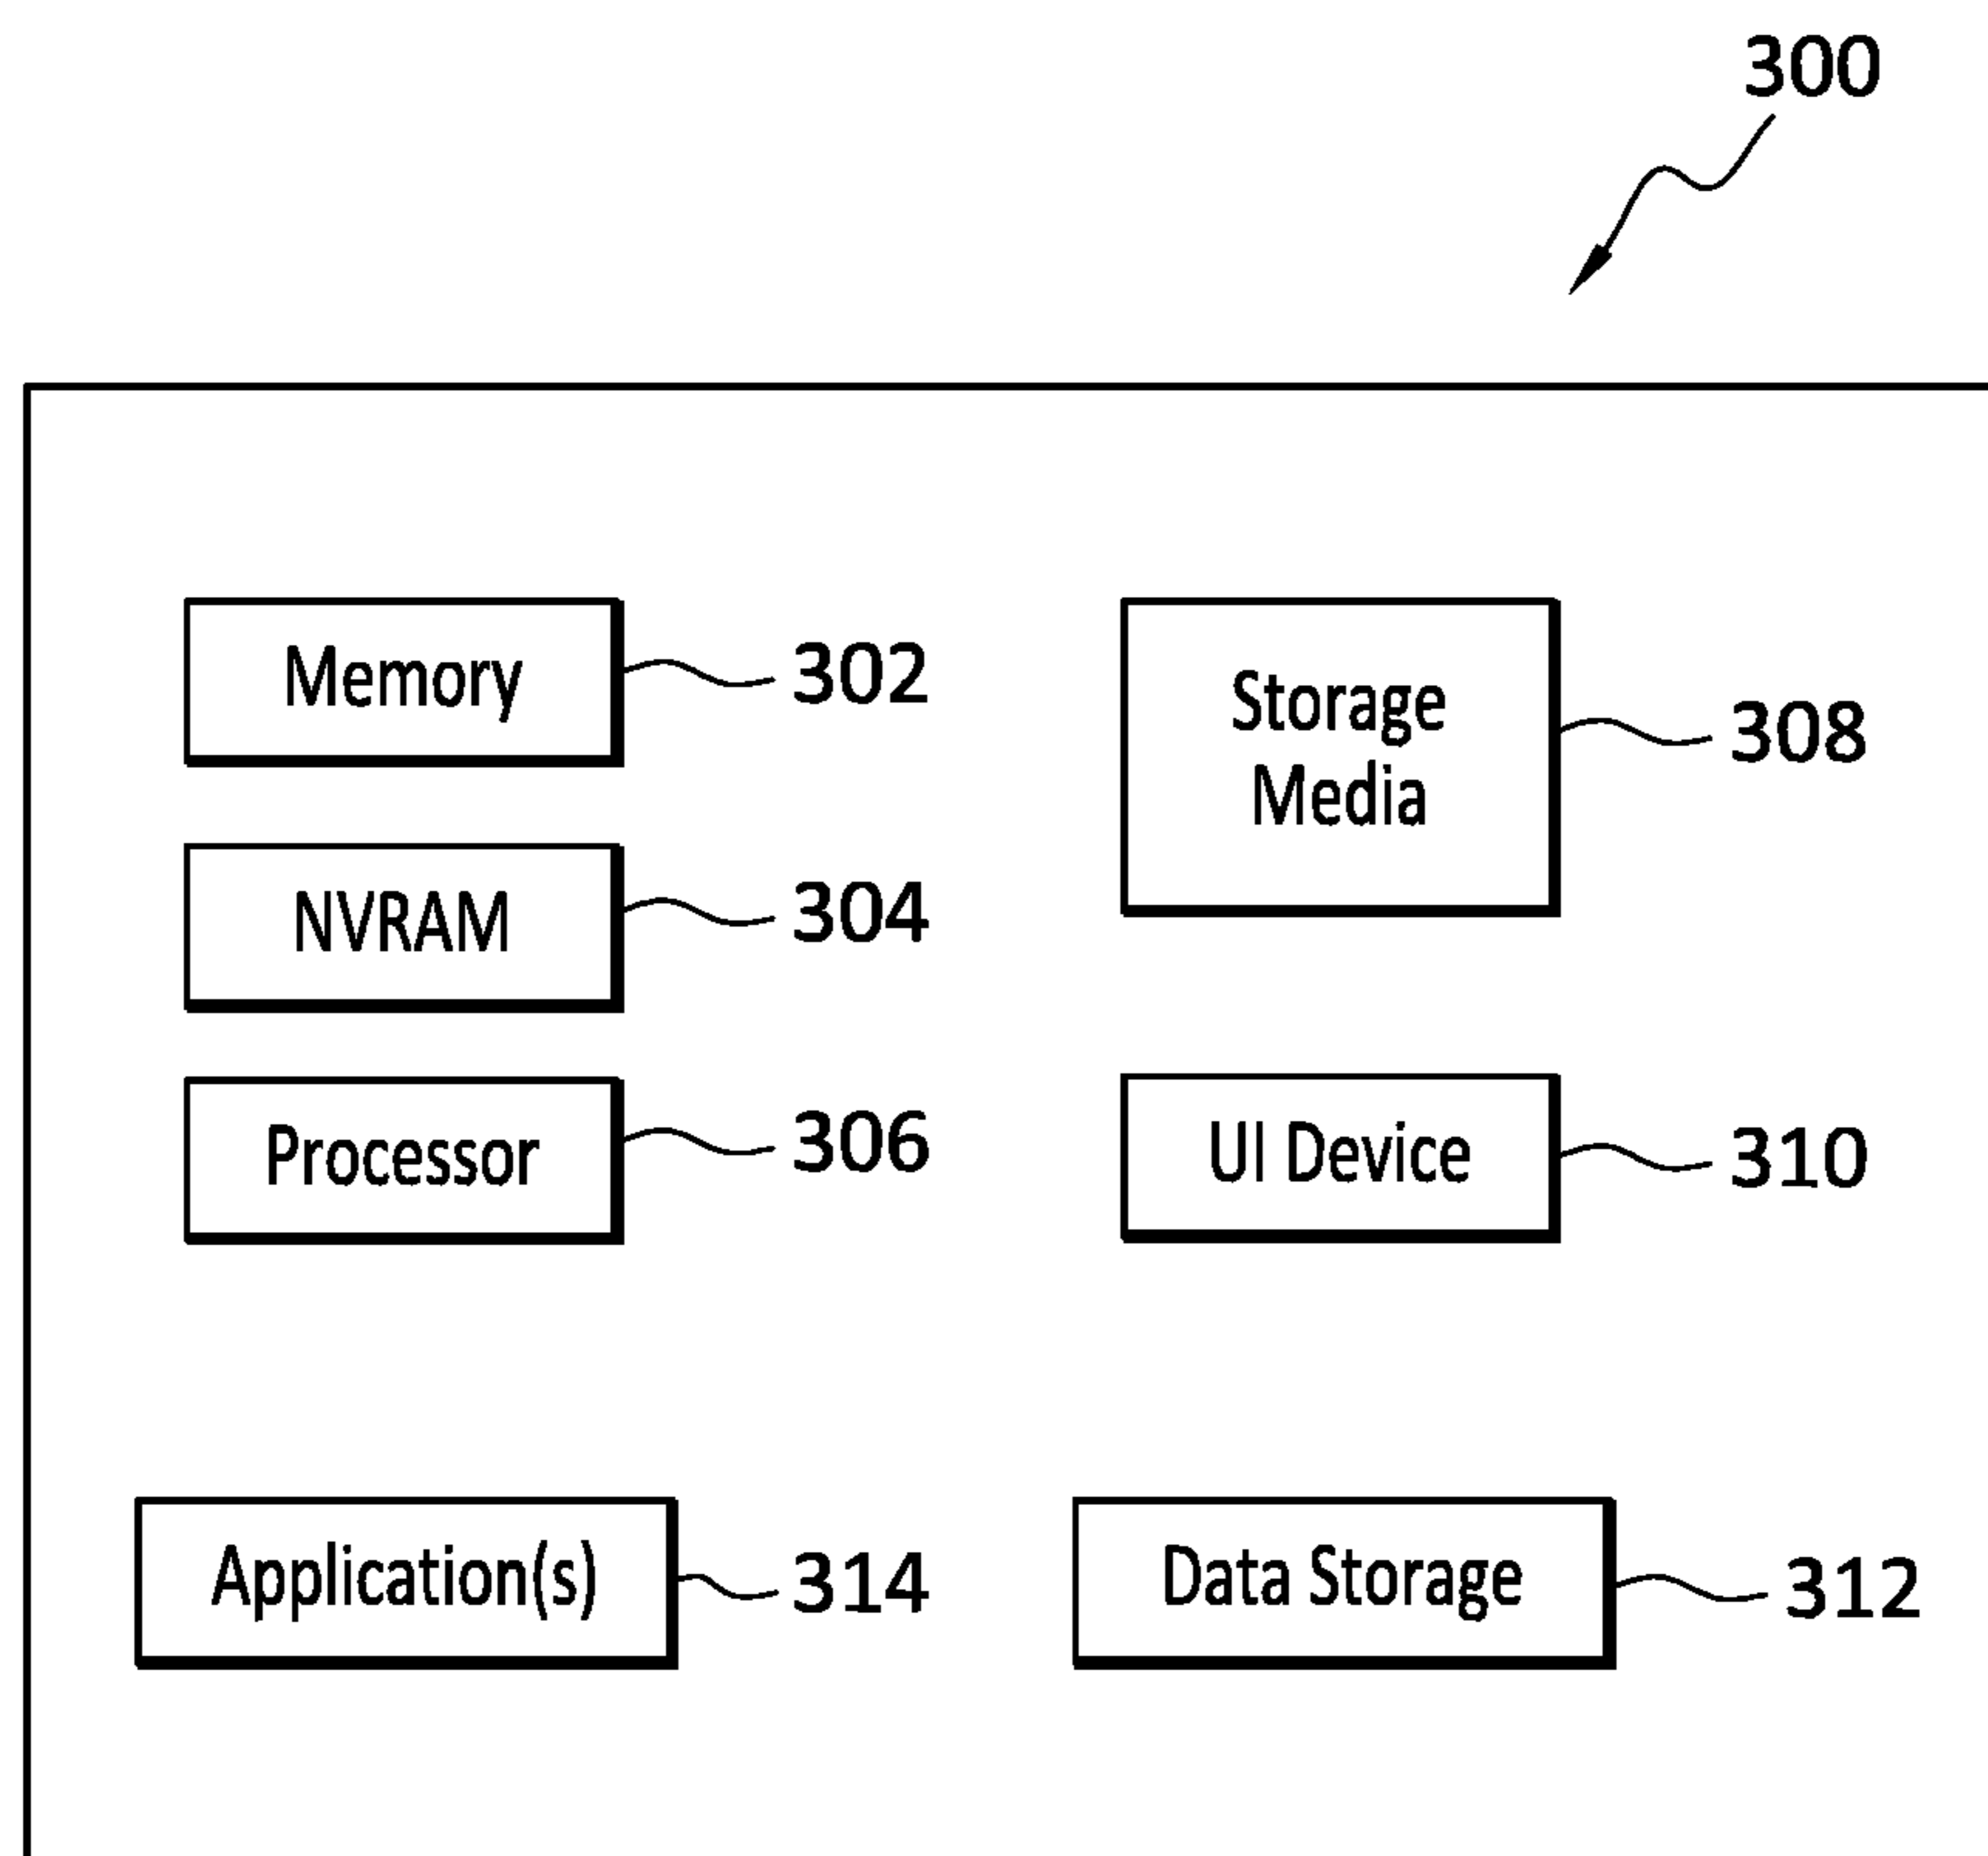 300
Memory
302
Storage
Media
308
NVRAM
304
Processor
306
UI Device
310
Application(s)
314
Data Storage
312